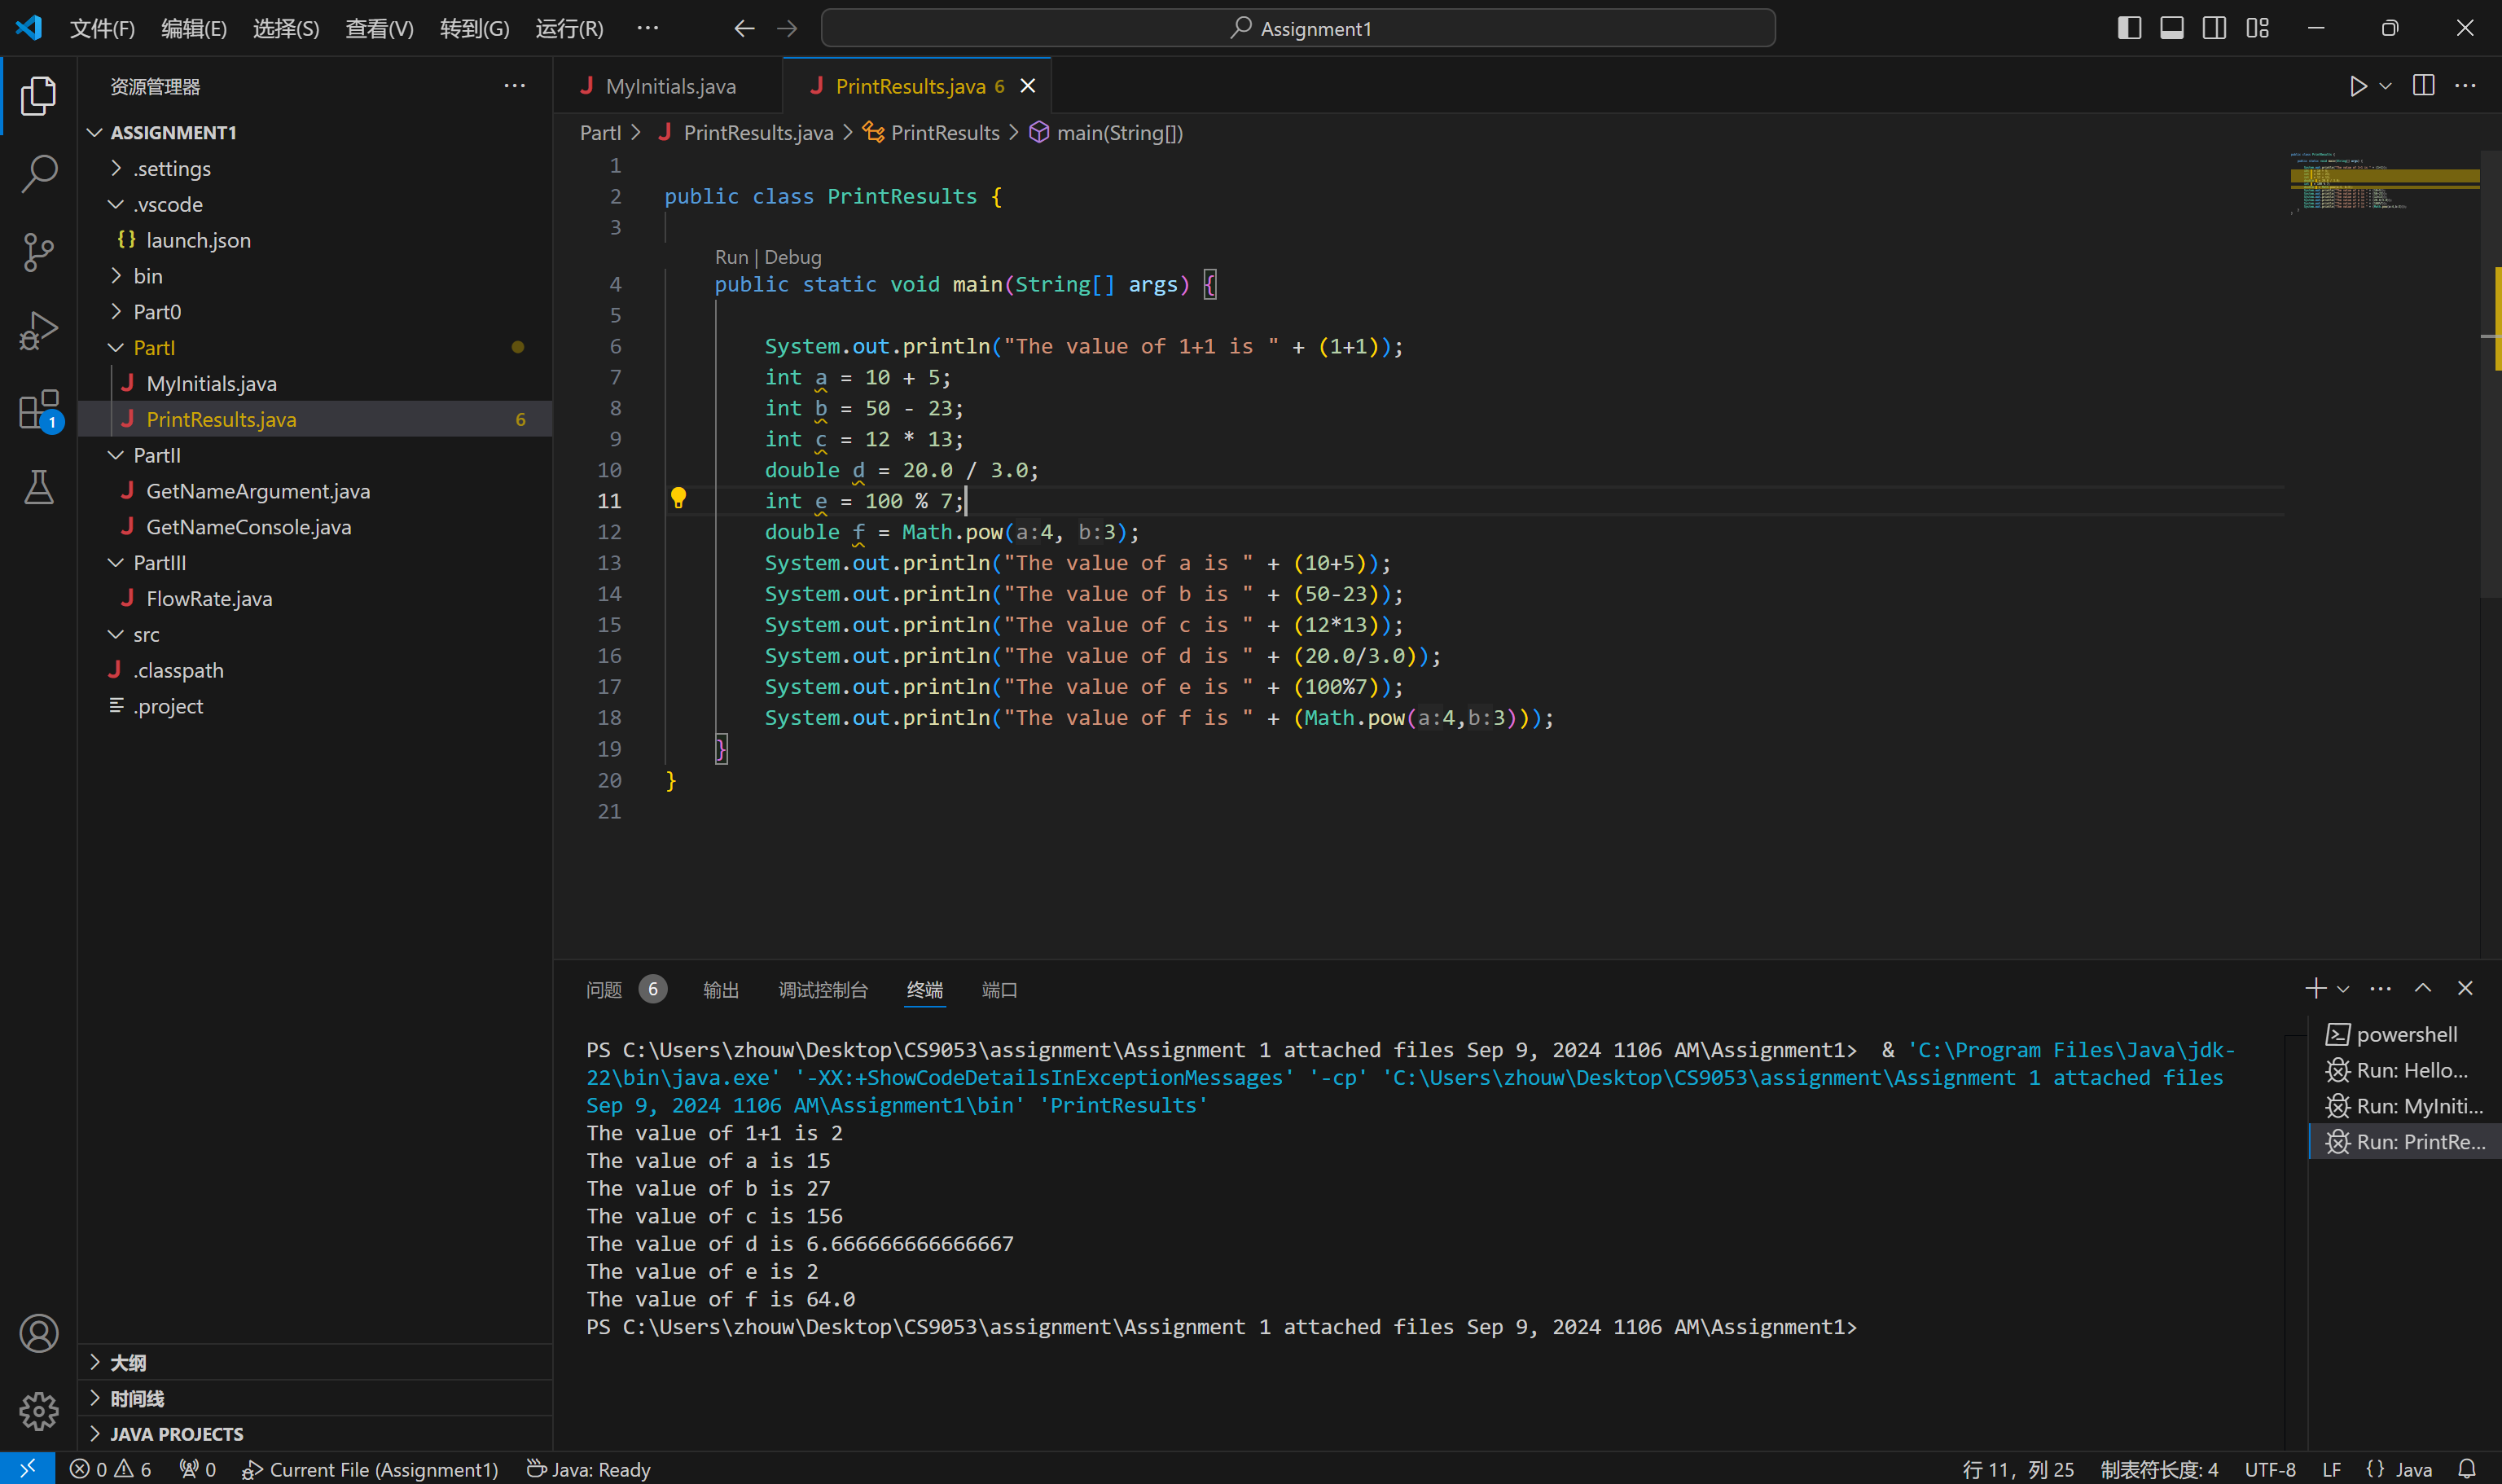 文件(F) 编辑(E) 选择(S) 查看(V) 转到(G) 运行(R) ··· Assignment1
资源管理器
ASSIGNMENT1
.settings
.vscode
{} launch.json
bin
Part0
PartI
J MyInitials.java
J PrintResults.java 6
PartII
J GetNameArgument.java
J GetNameConsole.java
PartIII
J FlowRate.java
src
J .classpath
.project
大纲
时间线
JAVA PROJECTS
J MyInitials.java J PrintResults.java 6
PartI > J PrintResults.java > PrintResults > main(String[])
1
2 public class PrintResults {
3
Run | Debug
4 public static void main(String[] args) {
5
6 System.out.println("The value of 1+1 is " + (1+1));
7 int a = 10 + 5;
8 int b = 50 - 23;
9 int c = 12 * 13;
10 double d = 20.0 / 3.0;
11 int e = 100 % 7;
12 double f = Math.pow(a:4, b:3);
13 System.out.println("The value of a is " + (10+5));
14 System.out.println("The value of b is " + (50-23));
15 System.out.println("The value of c is " + (12*13));
16 System.out.println("The value of d is " + (20.0/3.0));
17 System.out.println("The value of e is " + (100%7));
18 System.out.println("The value of f is " + (Math.pow(a:4,b:3)));
19 }
20 }
21
问题 6 输出 调试控制台 终端 端口
PS C:\Users\zhouw\Desktop\CS9053\assignment\Assignment 1 attached files Sep 9, 2024 1106 AM\Assignment1> & 'C:\Program Files\Java\jdk-
22\bin\java.exe' '-XX:+ShowCodeDetailsInExceptionMessages' '-cp' 'C:\Users\zhouw\Desktop\CS9053\assignment\Assignment 1 attached files
Sep 9, 2024 1106 AM\Assignment1\bin' 'PrintResults'
The value of 1+1 is 2
The value of a is 15
The value of b is 27
The value of c is 156
The value of d is 6.666666666666667
The value of e is 2
The value of f is 64.0
PS C:\Users\zhouw\Desktop\CS9053\assignment\Assignment 1 attached files Sep 9, 2024 1106 AM\Assignment1>
powershell
Run: Hello...
Run: MyIniti...
Run: PrintRe...
1
0 6 0 Current File (Assignment1) Java: Ready 行 11，列 25 制表符长度: 4 UTF-8 LF {} Java